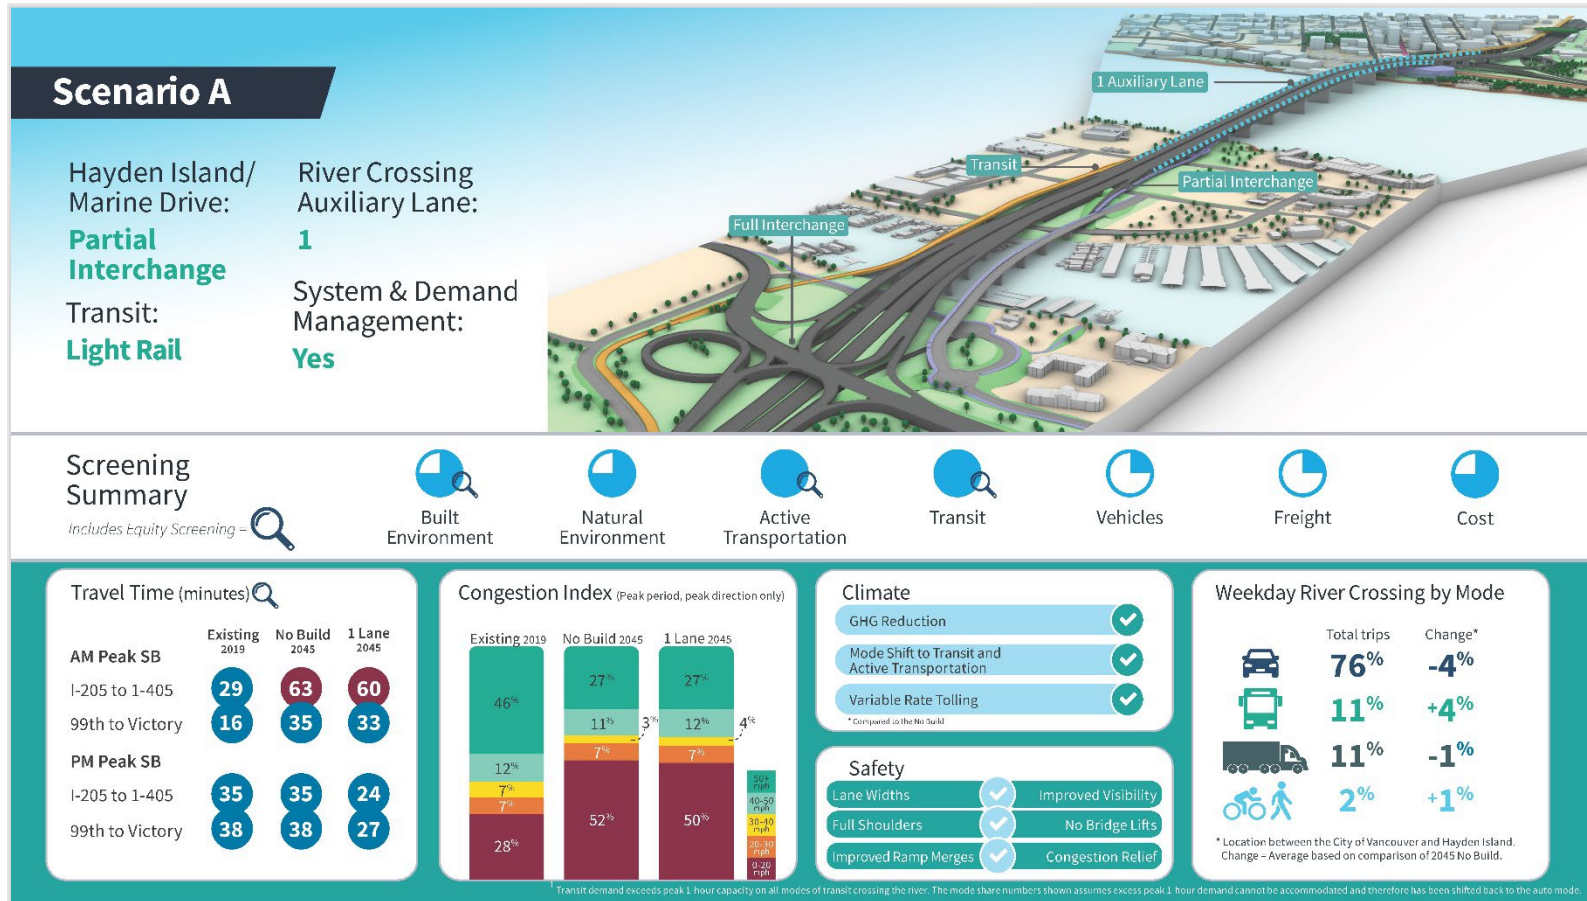 Scenario A
Hayden Island/
Marine Drive:
Partial
Interchange
Transit:
Light Rail
River Crossing
Auxiliary Lane:
1
System & Demand
Management:
Yes
1 Auxiliary Lane
Transit
Partial Interchange
Full Interchange
Screening
Summary
Includes Equity Screening =
Built
Environment
Natural
Environment
Active
Transportation
Transit
Vehicles
Freight
Cost
Travel Time (minutes)
Existing 2019
No Build 2045
1 Lane 2045
AM Peak SB
I-205 to 1-405 29 63 60
99th to Victory 16 35 33
PM Peak SB
I-205 to 1-405 35 35 24
99th to Victory 38 38 27
Congestion Index (Peak period, peak direction only)
Existing 2019 No Build 2045 1 Lane 2045
46% 27% 27%
12% 11% 3% 12% 4%
7%
7% 7% 7%
28% 52% 50%
50+ mph
40-50 mph
30-40 mph
20-30 mph
0-20 mph
Climate
GHG Reduction
Mode Shift to Transit and
Active Transportation
Variable Rate Tolling
* Compared to the No Build
Safety
Lane Widths Improved Visibility
Full Shoulders No Bridge Lifts
Improved Ramp Merges Congestion Relief
Weekday River Crossing by Mode
Total trips Change*
76% -4%
11% +4%
11% -1%
2% +1%
* Location between the City of Vancouver and Hayden Island.
Change – Average based on comparison of 2045 No Build.
1 Transit demand exceeds peak 1-hour capacity on all modes of transit crossing the river. The mode share numbers shown assumes excess peak 1-hour demand cannot be accommodated and therefore has been shifted back to the auto mode.